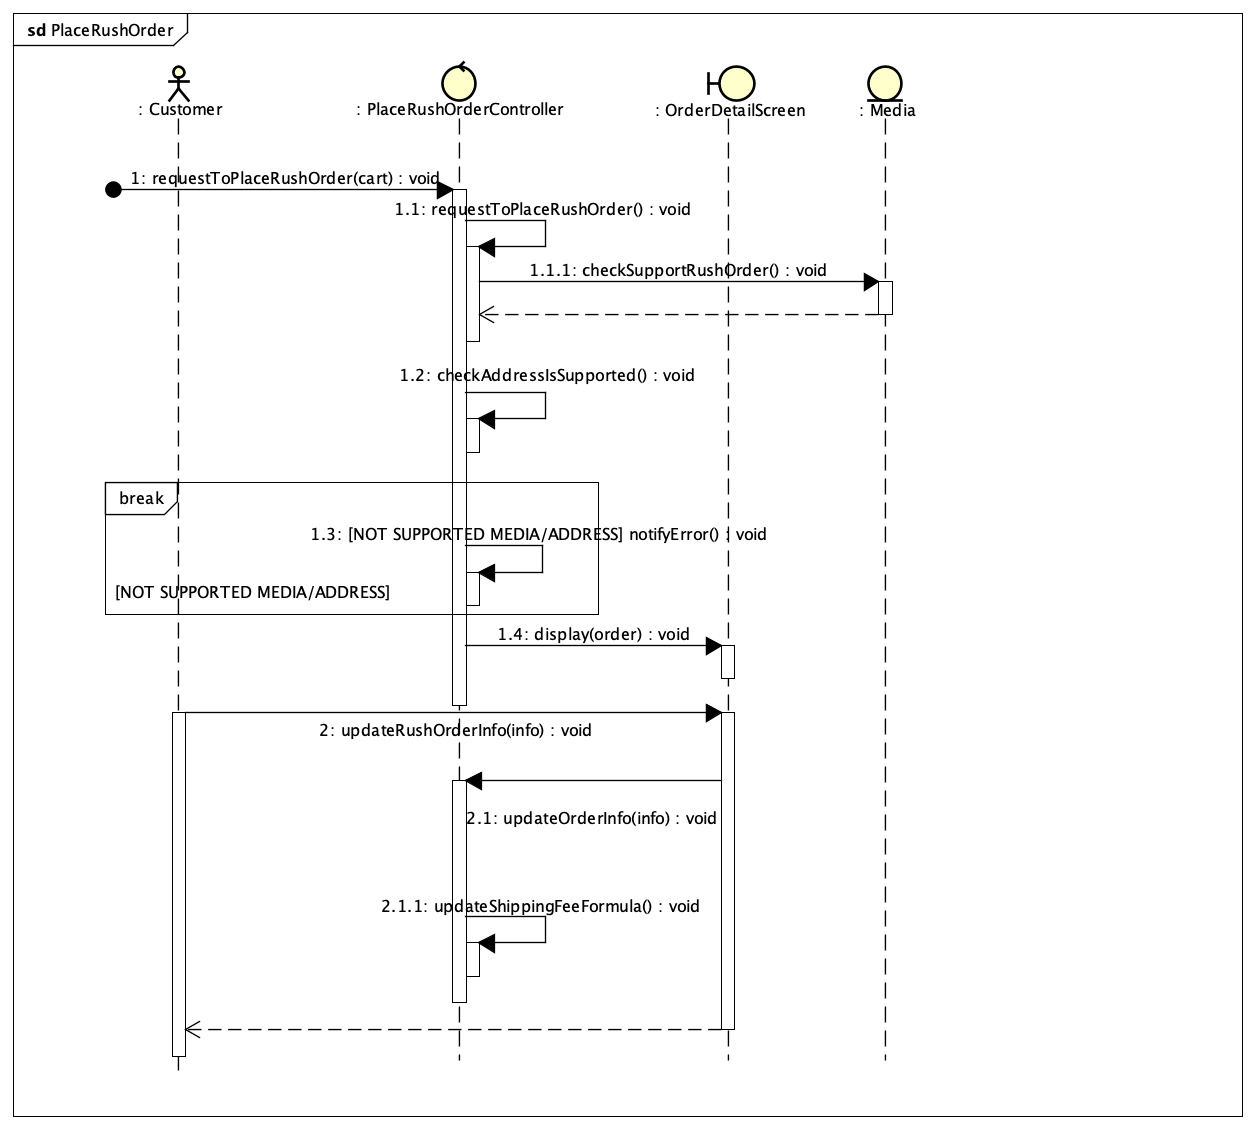 sd PlaceRushOrder
: Customer
: PlaceRushOrderController
: OrderDetailScreen
: Media
1: requestToPlaceRushOrder(cart) : void
1.1: requestToPlaceRushOrder() : void
1.1.1: checkSupportRushOrder() : void
1.2: checkAddressIsSupported() : void
break
1.3: [NOT SUPPORTED MEDIA/ADDRESS] notifyError() : void
[NOT SUPPORTED MEDIA/ADDRESS]
1.4: display(order) : void
2: updateRushOrderInfo(info) : void
2.1: updateOrderInfo(info) : void
2.1.1: updateShippingFeeFormula() : void